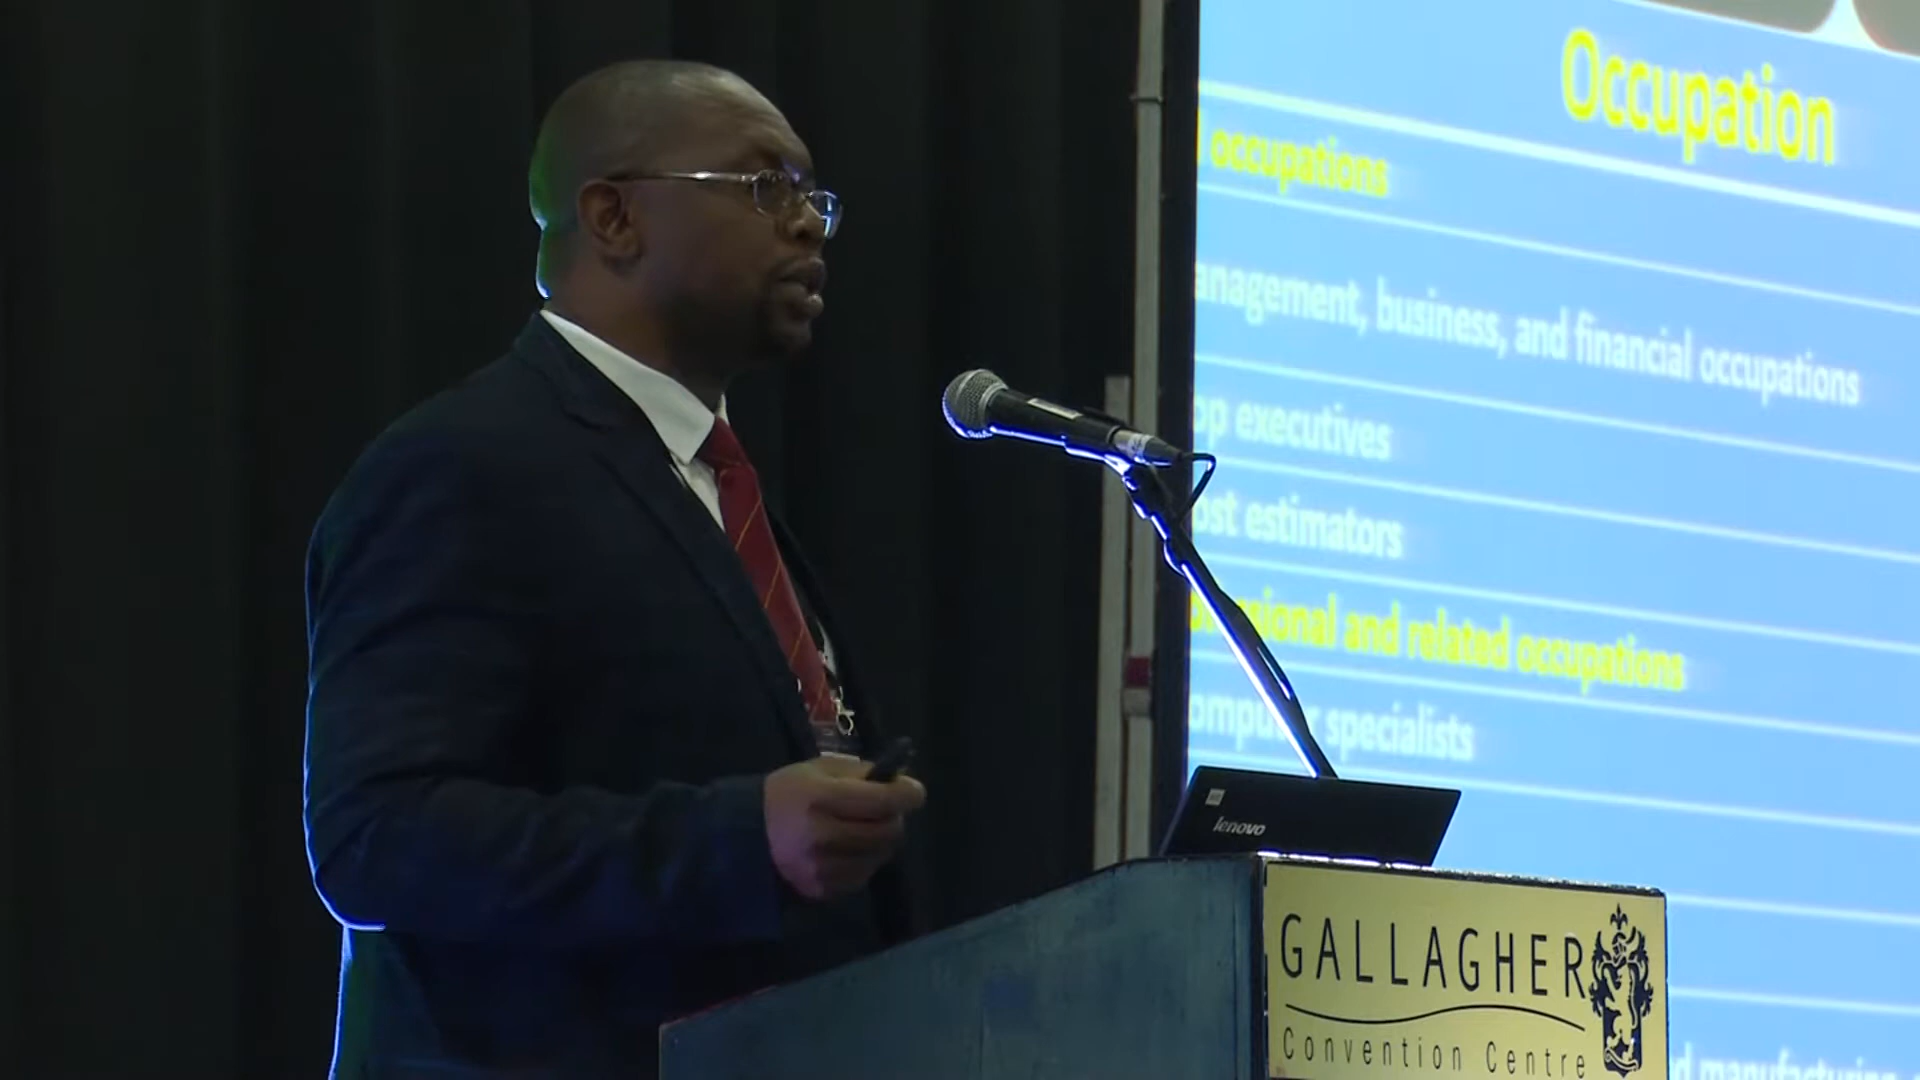 Occupation
occupations
anagement, business, and financial occupations
op executives
ost estimators
and related occupations
specialists
lenovo
GALLAGHER
Convention Centre
manufacturing